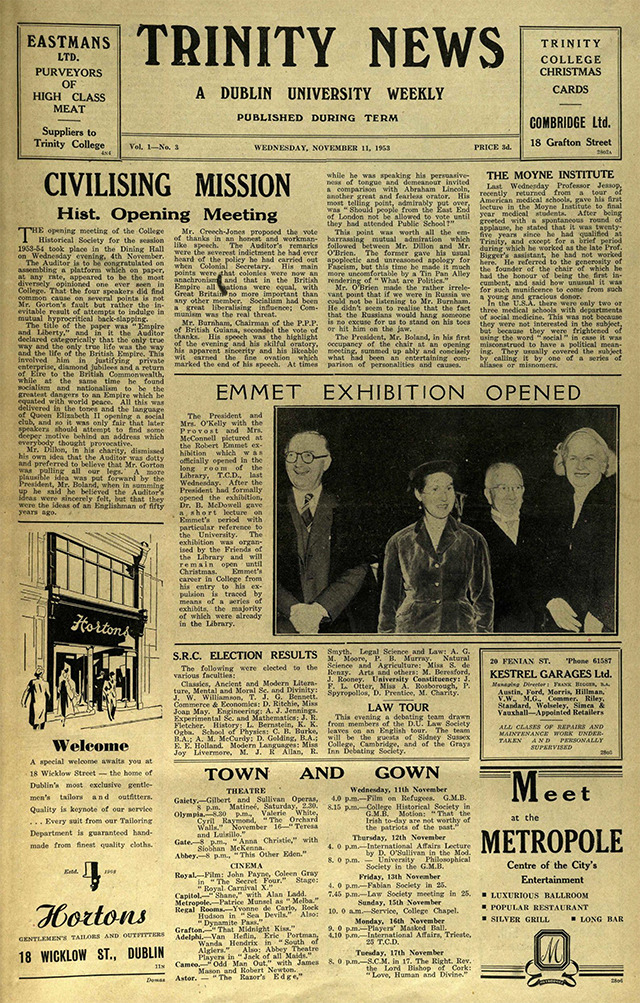 EASTMANS
LTD.
PURVEYORS
OF
HIGH CLASS
MEAT
Suppliers to
Trinity College
TRINITY NEWS
A DUBLIN UNIVERSITY WEEKLY
PUBLISHED DURING TERM
TRINITY
COLLEGE
CHRISTMAS
CARDS
COMBRIDGE Ltd.
18 Grafton Street
Vol. 1—No. 3
WEDNESDAY, NOVEMBER 11, 1953
PRICE 3d.
CIVILISING MISSION
Hist. Opening Meeting
THE opening meeting of the College
Historical Society for the session
1953-54 took place in the Dining Hall
on Wednesday evening, 4th November.
The Auditor is to be congratulated on
assembling a platform which on paper,
at any rate, appeared to be the most
diversely opinioned ever seen in
College. That the four speakers did find
common cause on several points is not
Mr. Gorton's fault but rather the in-
evitable result of attempts to indulge in
mutual hypocritical back-slapping.
The title of the paper was "Empire
and Liberty," and in it the Auditor
declared categorically that the only true
way and the only true life was the way
and the life of the British Empire. This
involved him in justifying private
enterprise, diamond jubilees and a return
of Eire to the British Commonwealth,
while at the same time he found
socialism and nationalism to be the
greatest dangers to an Empire which he
equated with world peace. All this was
delivered in the tones and the language
of Queen Elizabeth II opening a social
club, and so it was only fair that later
speakers should attempt to find some
deeper motive behind an address which
everybody thought provocative.
Mr. Dillon, in his charity, dismissed
his own idea that the Auditor was dotty
and preferred to believe that Mr. Gorton
was pulling all our legs. A more
plausible idea was put forward by the
President, Mr. Boland, when in summing
up he said he believed the Auditor's
ideas were sincerely felt, but that they
were the ideas of an Englishman of fifty
years ago.
Mr. Creech-Jones proposed the vote
of thanks in an honest and workman-
like speech. The Auditor's remarks
were the severest indictment he had ever
heard of the policy he had carried out
when Colonial Secretary. His main
points were that colonies were now an
anachronism and that in the British
Empire all nations were equal, with
Great Britain no more important than
any other member. Socialism had been
a great liberalising influence; Com-
munism was the real threat.
Mr. Burnham, Chairman of the P.P.P.
of British Guiana, seconded the vote of
thanks. His speech was the highlight
of the evening and his skilful oratory,
his apparent sincerity and his likeable
wit earned the fine ovation which
marked the end of his speech. At times
while he was speaking his persuasive-
ness of tongue and demeanour invited
a comparison with Abraham Lincoln,
another great and fearless orator. His
most telling point, admirably put over,
was "Should people from the East End
of London not be allowed to vote until
they had attended Public School?"
This point was worth all the em-
barrassing mutual admiration which
followed between Mr. Dillon and Mr.
O'Brien. The former gave his usual
apoplectic and unreserved apology for
Fascism, but this time he made it much
more uncomfortable by a Tin Pan Alley
rendering of "What are Politics."
Mr. O'Brien made the rather irrele-
vant point that if we were in Russia we
could not be listening to Mr. Burnham.
He didn't seem to realise that the fact
that the Russians would hang someone
is no excuse for us to stand on his toes
or hit him on the jaw.
The President, Mr. Boland, in his first
occupancy of the chair at an opening
meeting, summed up ably and concisely
what had been an entertaining com-
parison of personalities and causes.
THE MOYNE INSTITUTE
Last Wednesday Professor Jessop,
recently returned from a tour of
American medical schools, gave his first
lecture in the Moyne Institute to final
year medical students. After being
greeted with a spontaneous round of
applause, he stated that it was twenty-
five years since he had qualified at
Trinity, and except for a brief period
during which he worked as the late Prof.
Bigger's assistant, he had not worked
here. He referred to the generosity of
the founder of the chair of which he
had the honour of being the first in-
cumbent, and said how unusual it was
for such munificence to come from such
a young and gracious donor.
In the U.S.A. there were only two or
three medical schools with departments
of social medicine. This was not because
they were not interested in the subject,
but because they were frightened of
using the word "social" in case it was
misconstrued to have a political mean-
ing. They usually covered the subject
by calling it by one of a series of
aliases or misnomers.
EMMET EXHIBITION OPENED
The President and
Mrs. O'Kelly with the
Provost and Mrs.
McConnell pictured at
the Robert Emmet ex-
hibition which was
officially opened in the
long room of the
Library, T.C.D., last
Wednesday. After the
President had formally
opened the exhibition,
Dr. B. McDowell gave
a short lecture on
Emmet's period with
particular reference to
the University. The
exhibition was organ-
ised by the Friends of
the Library and will
remain open until
Christmas. Emmet's
career in College from
his entry to his ex-
pulsion is traced by
means of a series of
exhibits, the majority
of which were already
in the Library.
Hortons
Welcome
A special welcome awaits you at
18 Wicklow Street — the home of
Dublin's most exclusive gentle-
men's tailors and outfitters.
Quality is keynote of our service
. . . Every suit from our Tailoring
Department is guaranteed hand-
made from finest quality cloths.
Estd.
Hortons
GENTLEMEN'S TAILORS AND OUTFITTERS
18 WICKLOW ST., DUBLIN
Domas
S.R.C. ELECTION RESULTS
The following were elected to the
various faculties:
Classics, Ancient and Modern Litera-
ture, Mental and Moral Sc. and Divinity:
J. W. Williamson, T. J. G. Bennett.
Commerce & Economics: D. Ritchie, Miss
Joan May. Engineering: A. J. Jennings.
Experimental Sc. and Mathematics: J. R.
Fletcher. History: L. Bernstein, K. K.
Ogba. School of Physics: C. B. Burke,
B.A.; A. McCurdy; D. Golding, B.A.;
E. E. Holland. Modern Languages: Miss
Joy Livermore, M. J. R. Allan, R.
Smyth. Legal Science and Law: A. G.
M. Moore, P. B. Murray. Natural
Science and Agriculture: Miss S. de
Renzy. Arts and others: M. Beresford,
J. Rooney. University Constituency: J.
F. L. Otter, Miss A. Rosborough, P.
Spyropoulos, D. Prentice, M. Charity.
LAW TOUR
This evening a debating team drawn
from members of the D.U. Law Society
leaves on an English tour. The team
will be the guests of Sidney Sussex
College, Cambridge, and of the Grays
Inn Debating Society.
20 FENIAN ST. 'Phone 61587
KESTREL GARAGES Ltd.
Austin, Ford, Morris, Hillman,
V.W., M.G., Commer, Riley,
Standard, Wolseley, Simca &
Vauxhall—Appointed Retailers
ALL CLASSES OF REPAIRS AND
MAINTENANCE WORK UNDER-
TAKEN AND PERSONALLY
SUPERVISED
TOWN AND GOWN
THEATRE
Gaiety.—Gilbert and Sullivan Operas,
8 p.m. Matinee, Saturday, 2.30.
Olympia.—8.30 p.m., Valerie White,
Cyril Raymond, "The Orchard
Walls." November 16—"Teresa
and Luisillo."
Gate.—8 p.m., "Anna Christie," with
Siobhan McKenna.
Abbey.—8 p.m., "This Other Eden."
CINEMA
Royal.—Film: John Payne, Coleen Gray
in "The Secret Four." Stage:
"Royal Carnival X."
Capitol.—"Shane," with Alan Ladd.
Metropole.—Patrice Munsel as "Melba."
Regal Rooms.—Yvonne de Carlo, Rock
Hudson in "Sea Devils." Also:
"Dynamite Pass."
Grafton.—"That Midnight Kiss."
Adelphi.—Van Heflin, Eric Portman,
Wanda Hendrix in "South of
Algiers." Also: Abbey Theatre
Players in "Jack of all Maids."
Cameo.—"Odd Man Out," with James
Mason and Robert Newton.
Astor.—"The Razor's Edge."
Wednesday, 11th November
4.0 p.m.—Film on Refugees. G.M.B.
8.15 p.m.—College Historical Society in
G.M.B. Motion: "That the
Irish to-day are not worthy of
the patriots of the past."
Thursday, 12th November
4. 0 p.m.—International Affairs Lecture
by D. O'Sullivan in the Mod.
8. 0 p.m. — University Philosophical
Society in the G.M.B.
Friday, 13th November
4. 0 p.m.—Fabian Society in 25.
7.45 p.m.—Law Society meeting in 25.
Sunday, 15th November
10. 0 a.m.—Service, College Chapel.
Monday, 16th November
9. 0 p.m.—Players' Masked Ball.
4.10 p.m.—International Affairs, Trieste,
25 T.C.D.
Tuesday, 17th November
8. 0 p.m.—S.C.M. in 17. The Right. Rev.
the Lord Bishop of Cork:
"Love, Human and Divine."
Meet
at the
METROPOLE
Centre of the City's
Entertainment
LUXURIOUS BALLROOM
POPULAR RESTAURANT
SILVER GRILL LONG BAR
M